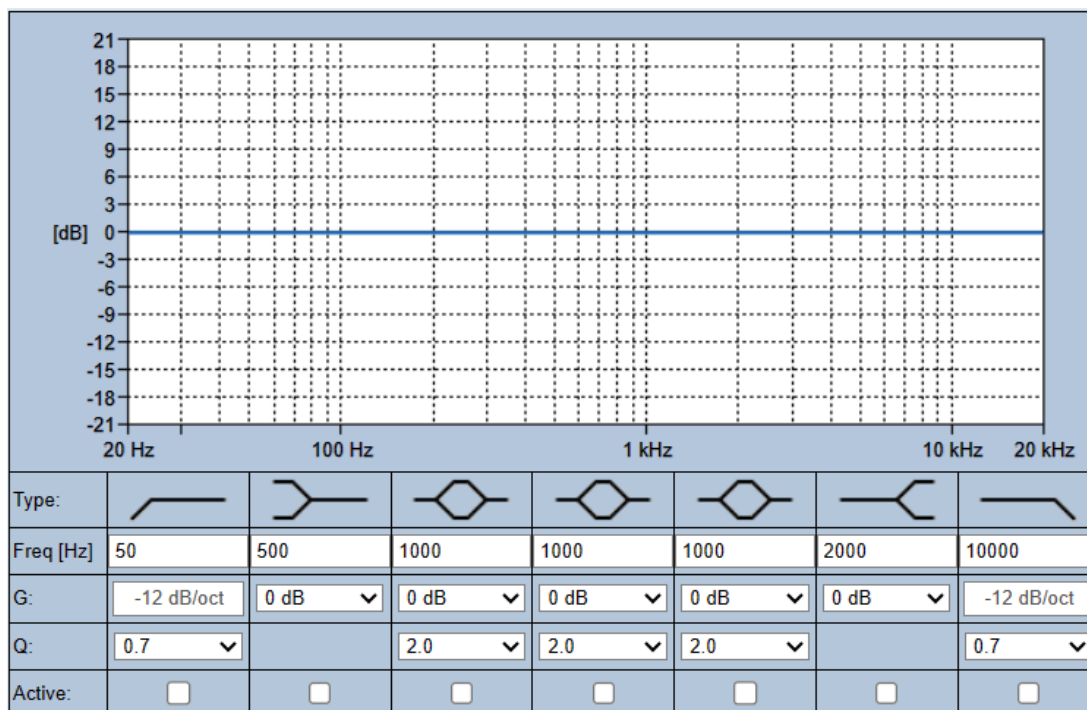 21
18
15
12
9
6
3
[dB] 0
-3
-6
-9
-12
-15
-18
-21
20 Hz 100 Hz 1 kHz 10 kHz 20 kHz
Type:
Freq [Hz] 50 500 1000 1000 1000 2000 10000
G: -12 dB/oct 0 dB 0 dB 0 dB 0 dB 0 dB -12 dB/oct
Q: 0.7 2.0 2.0 2.0 0.7
Active: